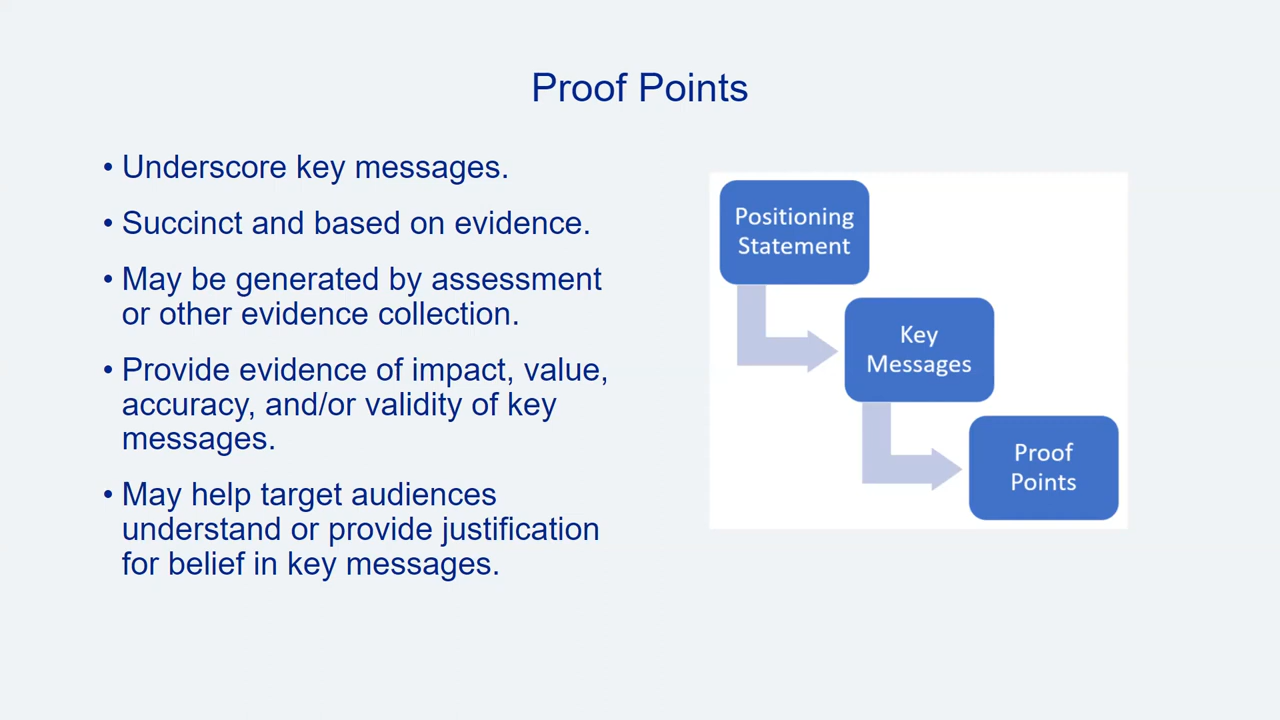 Proof Points
• Underscore key messages.
• Succinct and based on evidence.
• May be generated by assessment
or other evidence collection.
• Provide evidence of impact, value,
accuracy, and/or validity of key
messages.
• May help target audiences
understand or provide justification
for belief in key messages.
Positioning
Statement
Key
Messages
Proof
Points